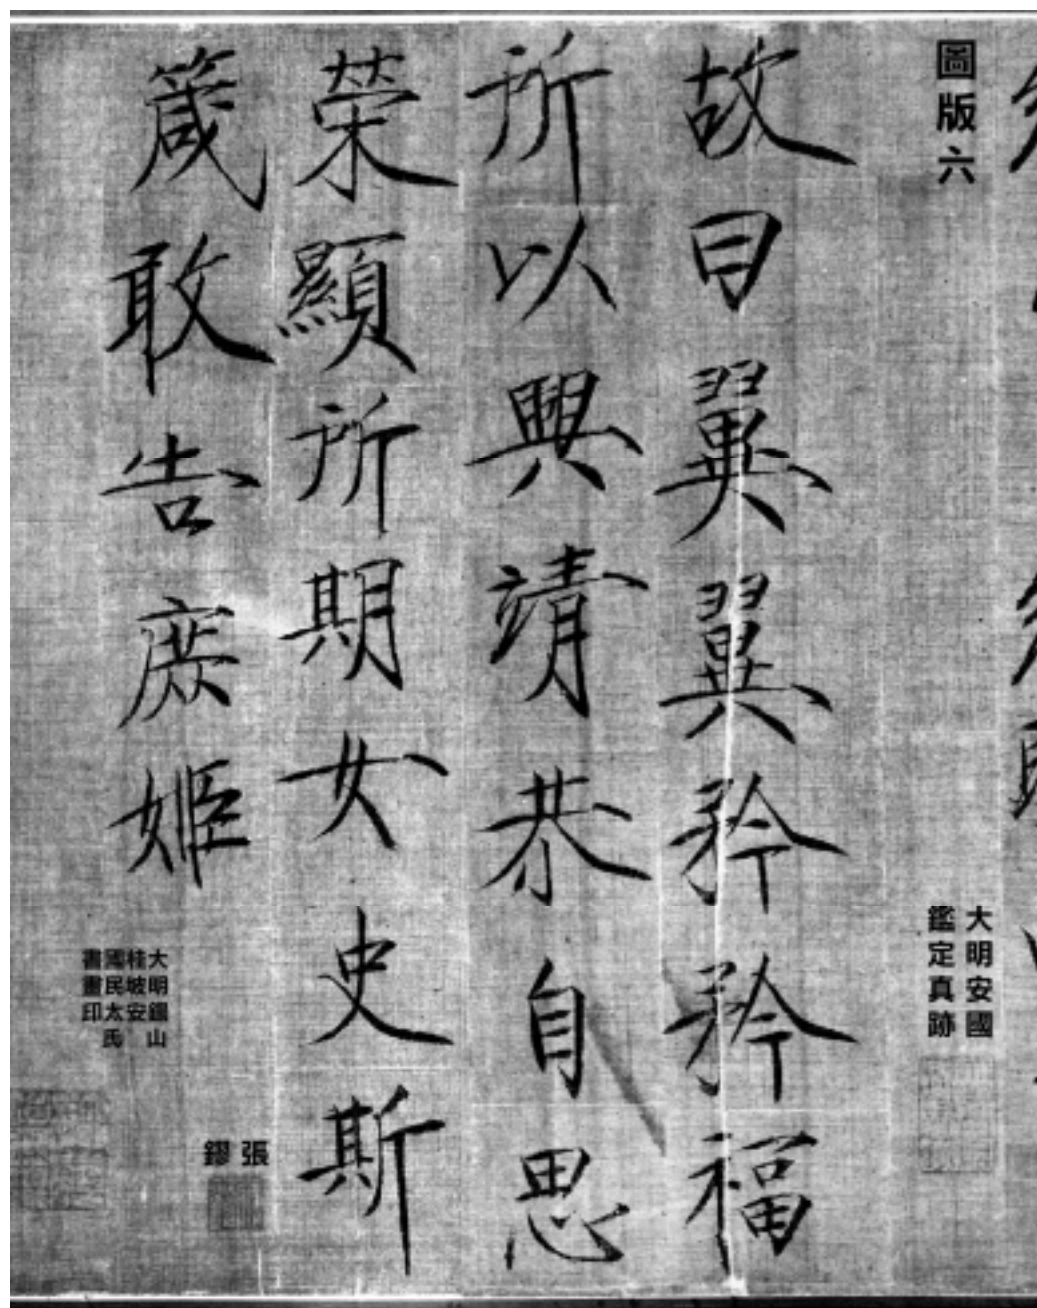 圖版六
大明安國
鑑定真跡
故曰翼翼矜矜福
所以興靖恭自思
榮顯所期女史斯
箴敢告庶姬
張
鏐
大明錫山
桂坡安
國民太氏
書畫印